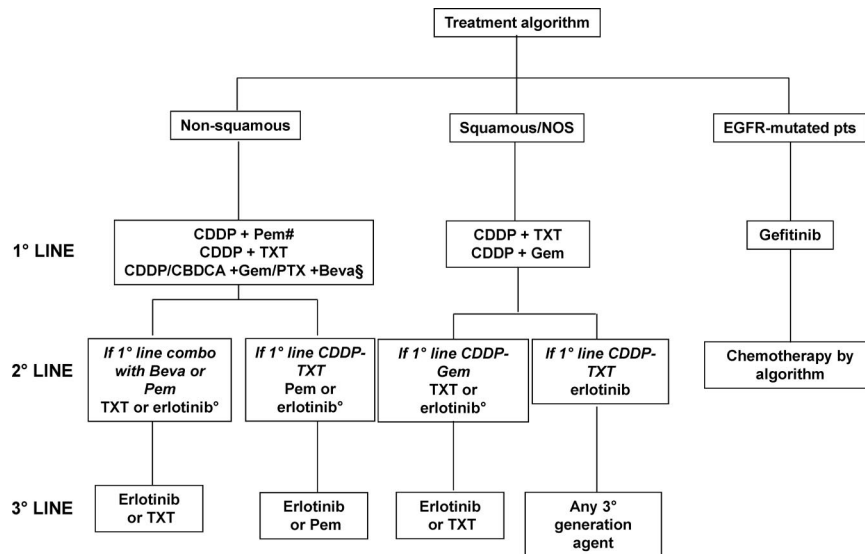 Treatment algorithm
Non-squamous
Squamous/NOS
EGFR-mutated pts
1° LINE
CDDP + Pem#
CDDP + TXT
CDDP/CBDCA +Gem/PTX +Beva§
CDDP + TXT
CDDP + Gem
Gefitinib
2° LINE
If 1° line combo
with Beva or
Pem
TXT or erlotinib°
If 1° line CDDP-
TXT
Pem or
erlotinib°
If 1° line CDDP-
Gem
TXT or
erlotinib°
If 1° line CDDP-
TXT
erlotinib
Chemotherapy by
algorithm
3° LINE
Erlotinib
or TXT
Erlotinib
or Pem
Erlotinib
or TXT
Any 3°
generation
agent